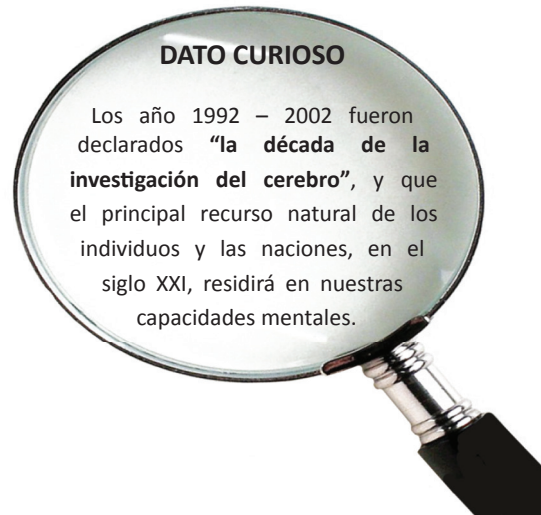 DATO CURIOSO
Los año 1992 – 2002 fueron
declarados “la década de la
investigación del cerebro”, y que
el principal recurso natural de los
individuos y las naciones, en el
siglo XXI, residirá en nuestras
capacidades mentales.